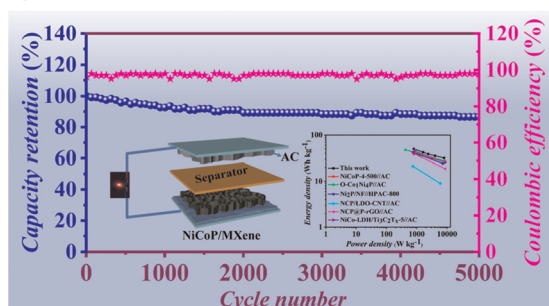 Capacity retention (%)
140
120
100
80
60
40
20
0
0
1000
2000
3000
4000
5000
Cycle number
120
100
80
60
40
20
0
Coulombic efficiency (%)
AC
Separator
NiCoP/MXene
Energy density (Wh kg⁻¹)
100
10
1
This work
NiCoP-4-500//AC
O-Co₁Ni₄P//AC
Ni₂P/NF//HPAC-800
NCP/LDO-CNT//AC
NCP@P-rGO//AC
NiCo-LDH/Ti₃C₂Tₓ-5//AC
1
10
100
1000
10000
Power density (W kg⁻¹)